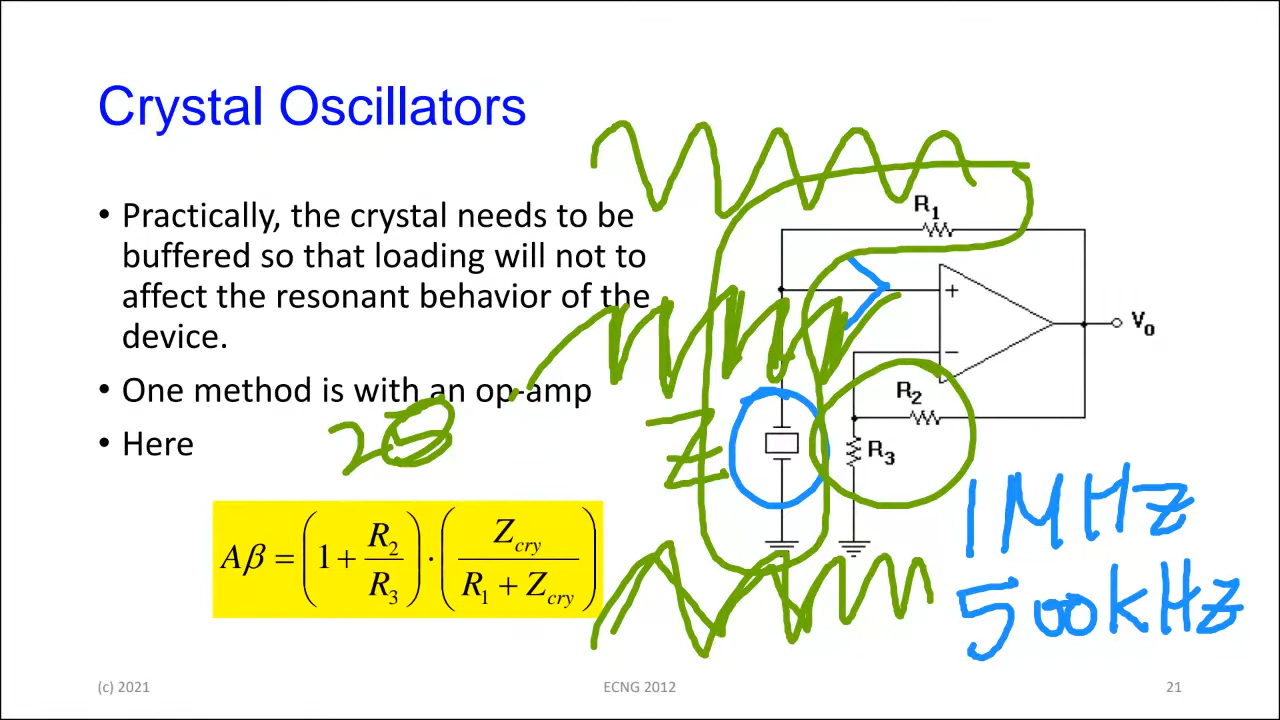 Crystal Oscillators
• Practically, the crystal needs to be
buffered so that loading will not to
affect the resonant behavior of the
device.
• One method is with an op-amp
• Here
Aβ = (1 + R2/R3) · (Zcry/(R1 + Zcry))
R1
+
V0
−
R2
R3
Z
1MHz
500kHz
(c) 2021
ECNG 2012
21